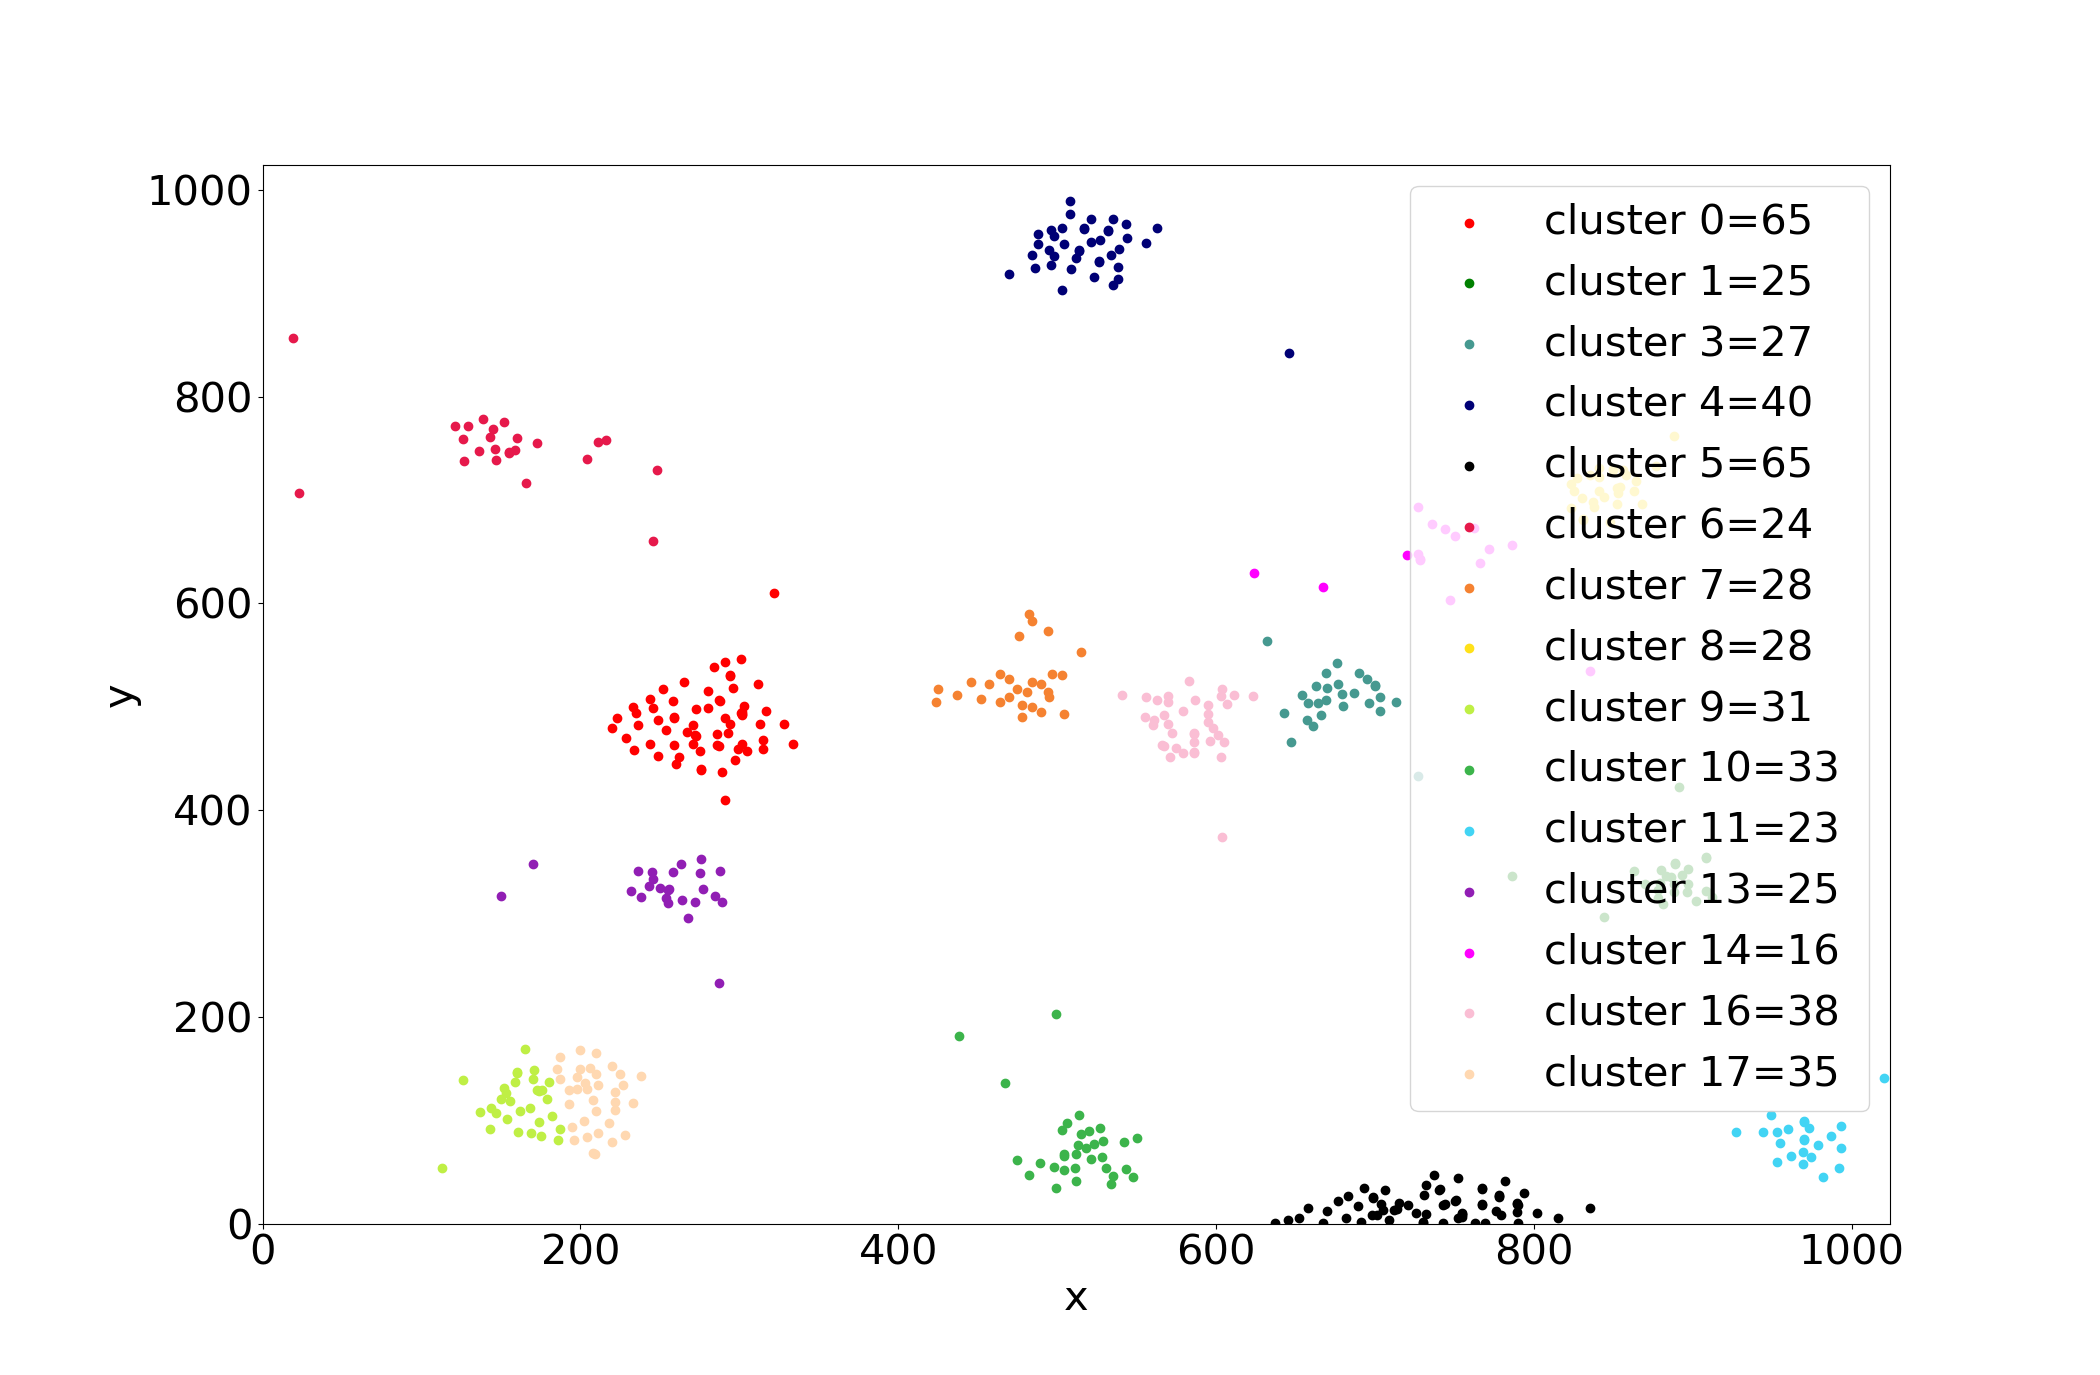 1000
800
600
400
200
0
y
0 200 400 600 800 1000
x
cluster 0=65
cluster 1=25
cluster 3=27
cluster 4=40
cluster 5=65
cluster 6=24
cluster 7=28
cluster 8=28
cluster 9=31
cluster 10=33
cluster 11=23
cluster 13=25
cluster 14=16
cluster 16=38
cluster 17=35